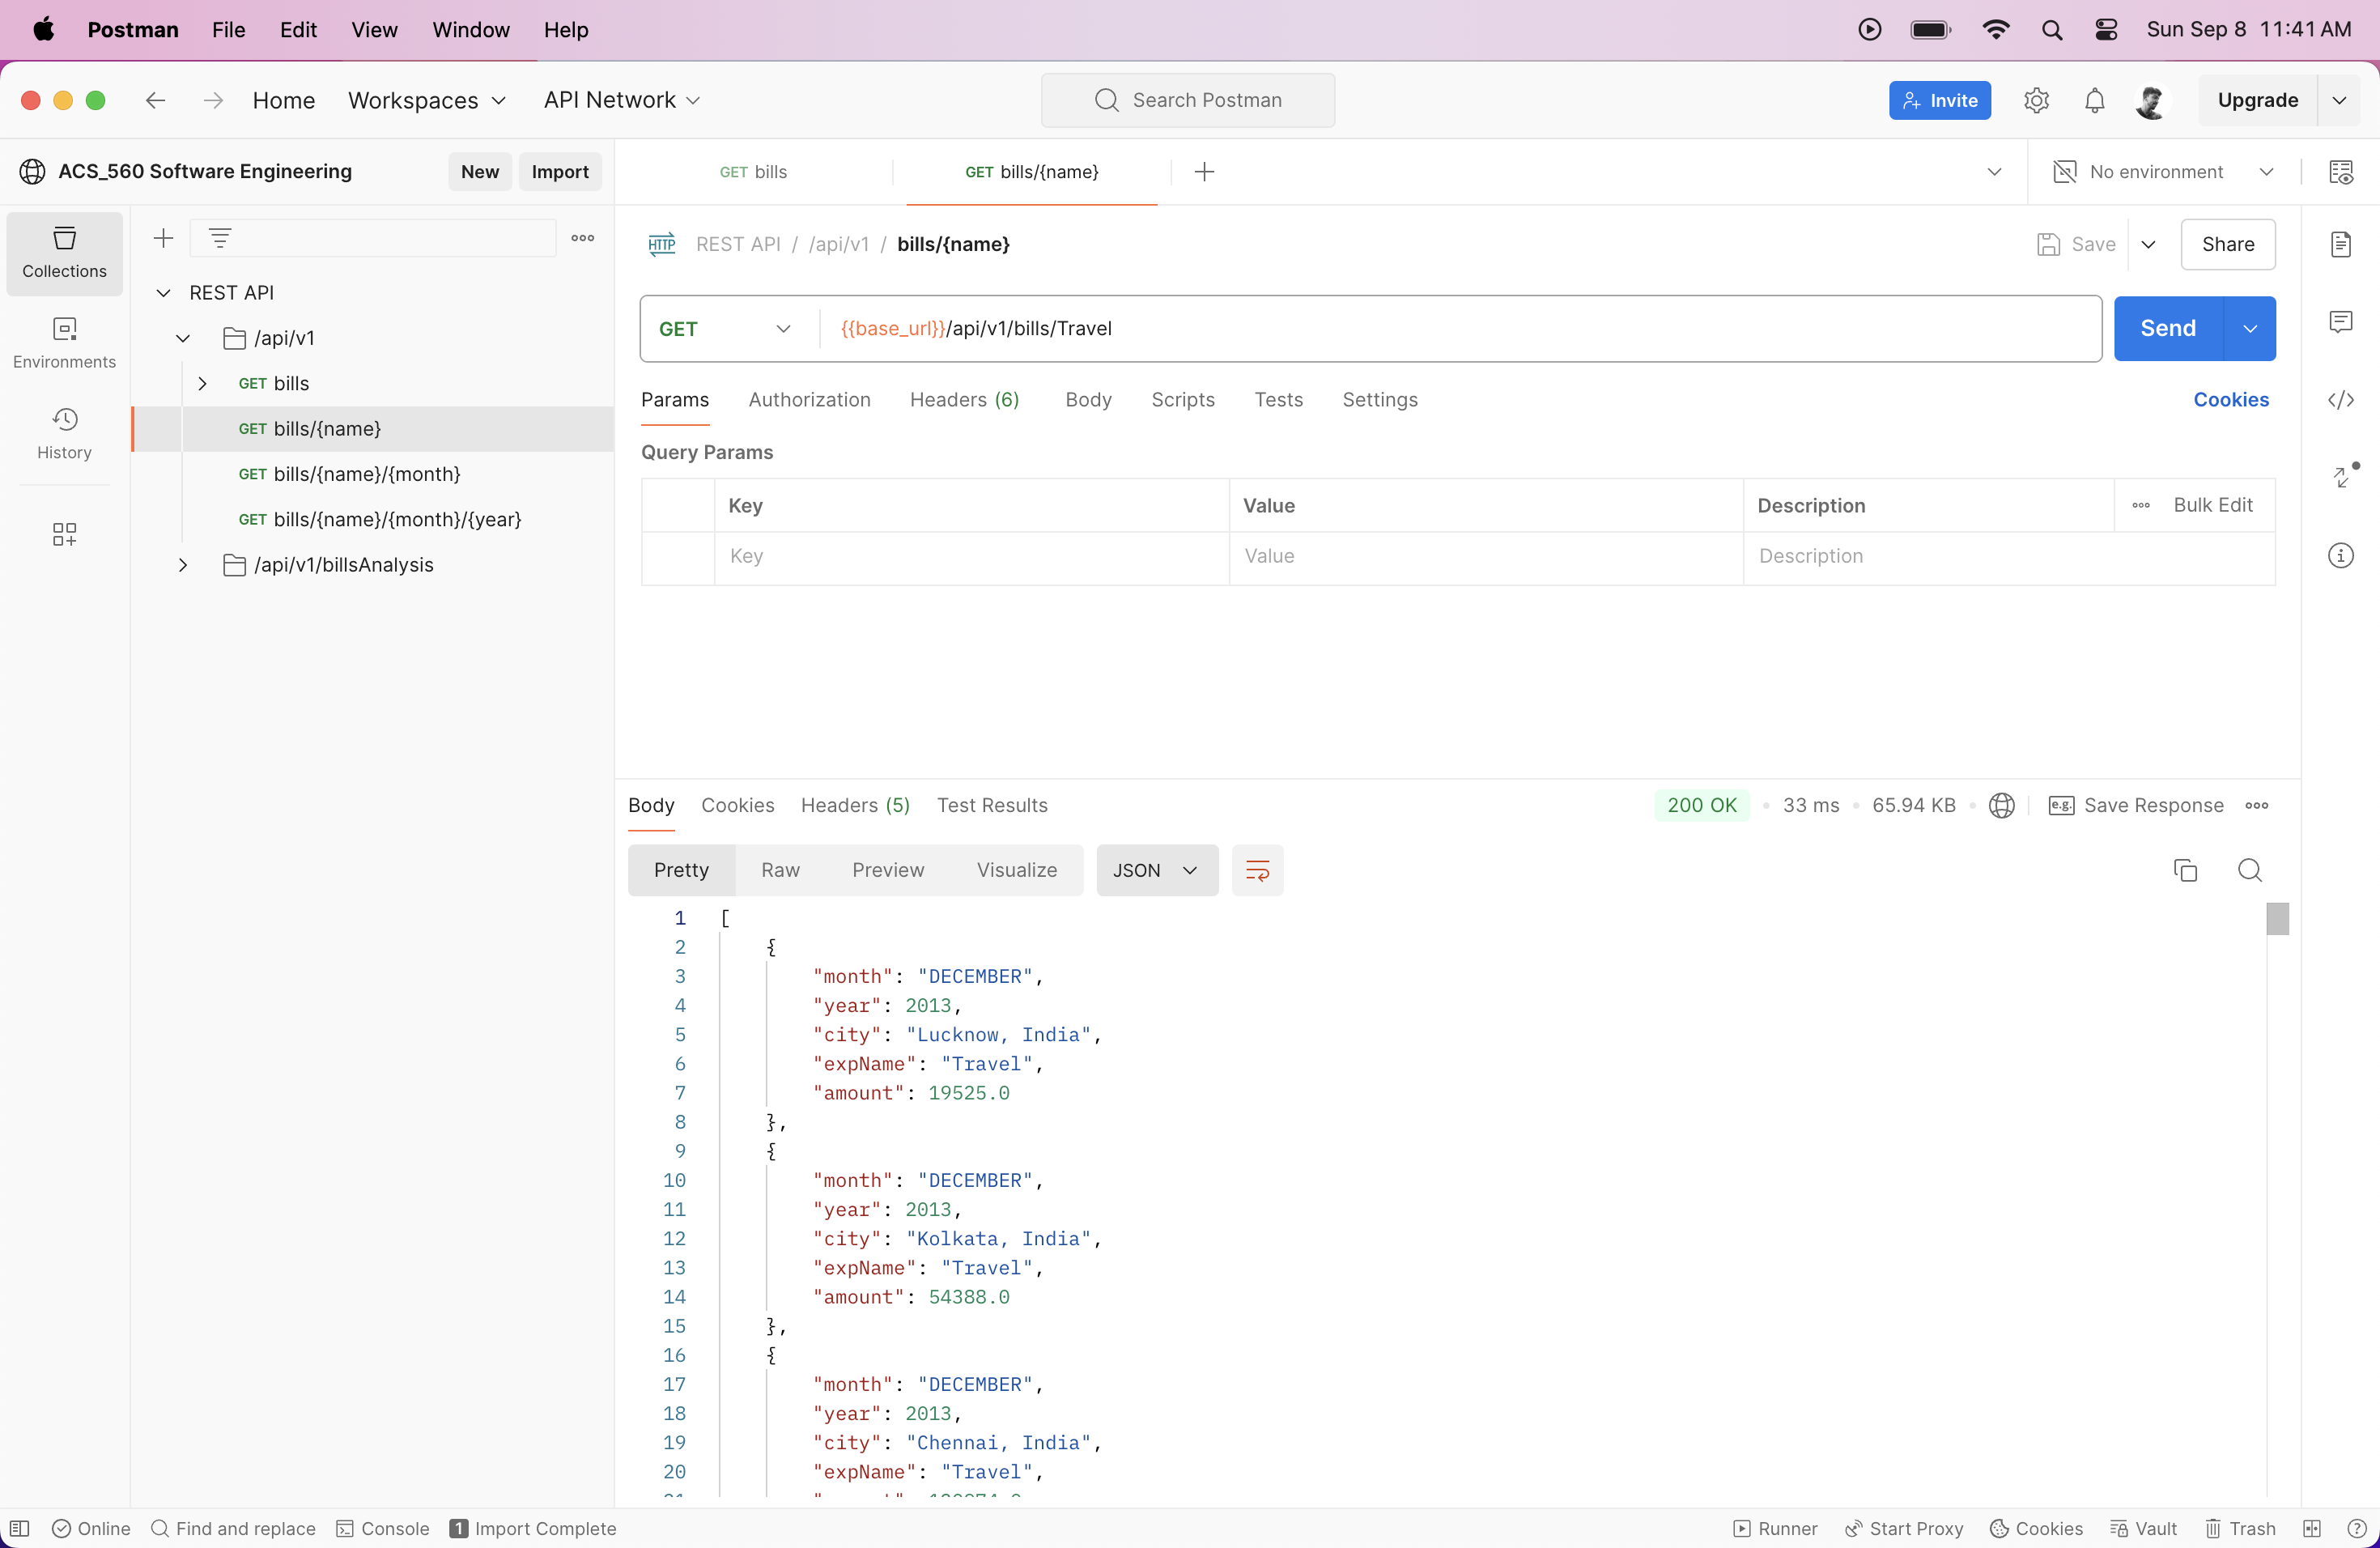 Postman File Edit View Window Help Sun Sep 8 11:41 AM
Home Workspaces API Network Search Postman Invite Upgrade
ACS_560 Software Engineering New Import GET bills GET bills/{name} No environment
Collections
Environments
History
REST API
/api/v1
GET bills
GET bills/{name}
GET bills/{name}/{month}
GET bills/{name}/{month}/{year}
/api/v1/billsAnalysis
HTTP REST API / /api/v1 / bills/{name} Save Share
GET {{base_url}}/api/v1/bills/Travel Send
Params Authorization Headers (6) Body Scripts Tests Settings Cookies
Query Params
Key Value Description Bulk Edit
Key Value Description
Body Cookies Headers (5) Test Results 200 OK 33 ms 65.94 KB e.g. Save Response
Pretty Raw Preview Visualize JSON
1 [
2 {
3 "month": "DECEMBER",
4 "year": 2013,
5 "city": "Lucknow, India",
6 "expName": "Travel",
7 "amount": 19525.0
8 },
9 {
10 "month": "DECEMBER",
11 "year": 2013,
12 "city": "Kolkata, India",
13 "expName": "Travel",
14 "amount": 54388.0
15 },
16 {
17 "month": "DECEMBER",
18 "year": 2013,
19 "city": "Chennai, India",
20 "expName": "Travel",
Online Find and replace Console 1 Import Complete Runner Start Proxy Cookies Vault Trash